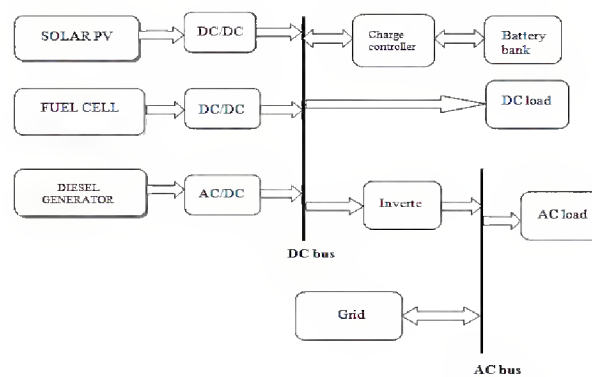 SOLAR PV
DC/DC
Charge
controller
Battery
bank
FUEL CELL
DC/DC
DC load
DIESEL
GENERATOR
AC/DC
Inverte
AC load
DC bus
Grid
AC bus